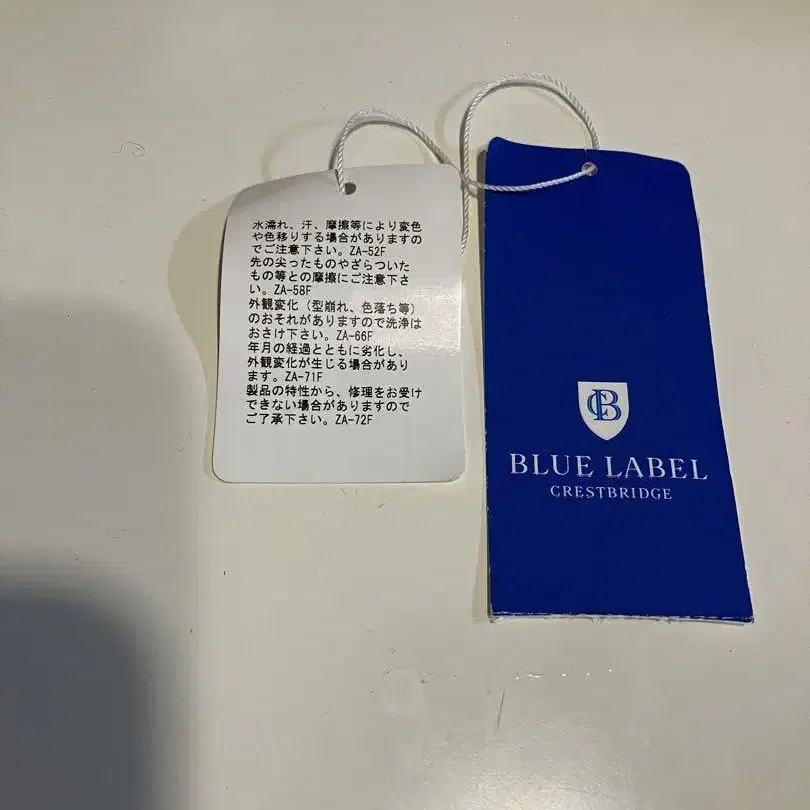 水濡れ、汗、摩擦等により変色
や色移りする場合がありますの
でご注意下さい。ZA-52F
先の尖ったものやざらついた
もの等との摩擦にご注意下さ
い。ZA-58F
外観変化（型崩れ、色落ち等）
のおそれがありますので洗浄は
おさけ下さい。ZA-66F
年月の経過とともに劣化し、
外観変化が生じる場合があり
ます。ZA-71F
製品の特性から、修理をお受け
できない場合がありますので
ご了承下さい。ZA-72F
CB
BLUE LABEL
CRESTBRIDGE